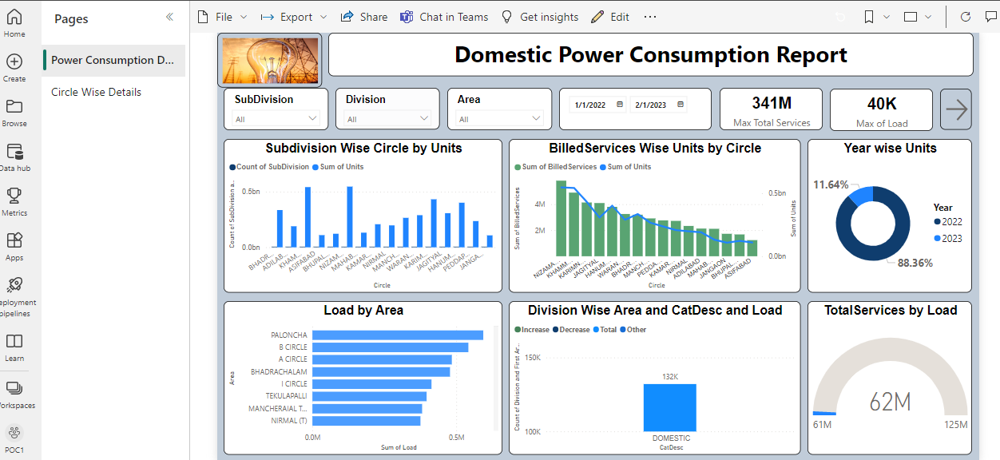 Home
Create
Browse
Data hub
Metrics
Apps
eployment
pipelines
Learn
orkspaces
POC1
Pages
Power Consumption D...
Circle Wise Details
File
Export
Share
Chat in Teams
Get insights
Edit
Domestic Power Consumption Report
SubDivision
All
Division
All
Area
All
1/1/2022
2/1/2023
341M
Max Total Services
40K
Max of Load
Subdivision Wise Circle by Units
Count of SubDivision Sum of Units
Count of SubDivision a...
0.5bn
0.0bn
BHADR...
ADILAB...
KHAM...
ASIFABAD
BHUPAL...
NIZAM...
MAHAB...
KAMAR...
NIRMAL
MANCH...
WARAN...
KARIM...
JAGITYAL
HANUM...
PEDDAP...
JANGA...
Circle
BilledServices Wise Units by Circle
Sum of BilledServices Sum of Units
Sum of BilledServices
4M
2M
0.5bn
0.0bn
Sum of Units
NIZAMA...
KHAMM...
KARIMN...
JAGITYAL
HANUM...
WARAN...
BHADR...
MANCH...
PEDDA...
KAMAR...
NIRMAL
ADILABAD
MAHAB...
JANGAON
BHUPAL...
ASIFABAD
Circle
Year wise Units
11.64%
88.36%
Year
2022
2023
Load by Area
Area
PALONCHA
B CIRCLE
A CIRCLE
BHADRACHALAM
I CIRCLE
TEKULAPALLI
MANCHERAIAL T...
NIRMAL (T)
0.0M
0.5M
Sum of Load
Division Wise Area and CatDesc and Load
Increase Decrease Total Other
Count of Division and First Ar...
150K
100K
132K
DOMESTIC
CatDesc
TotalServices by Load
62M
61M
125M